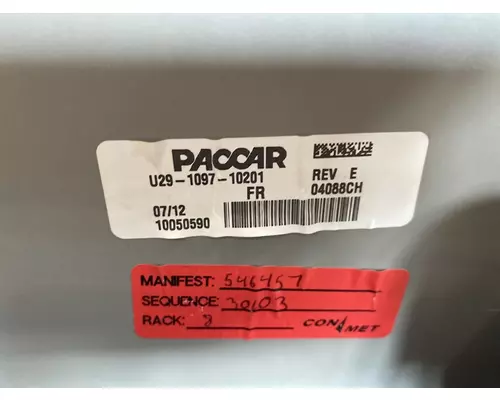 PACCAR
U29-1097-10201 REV E
FR 04088CH
07/12
10050590
MANIFEST: 546457
SEQUENCE: 30103
RACK:
CON MET